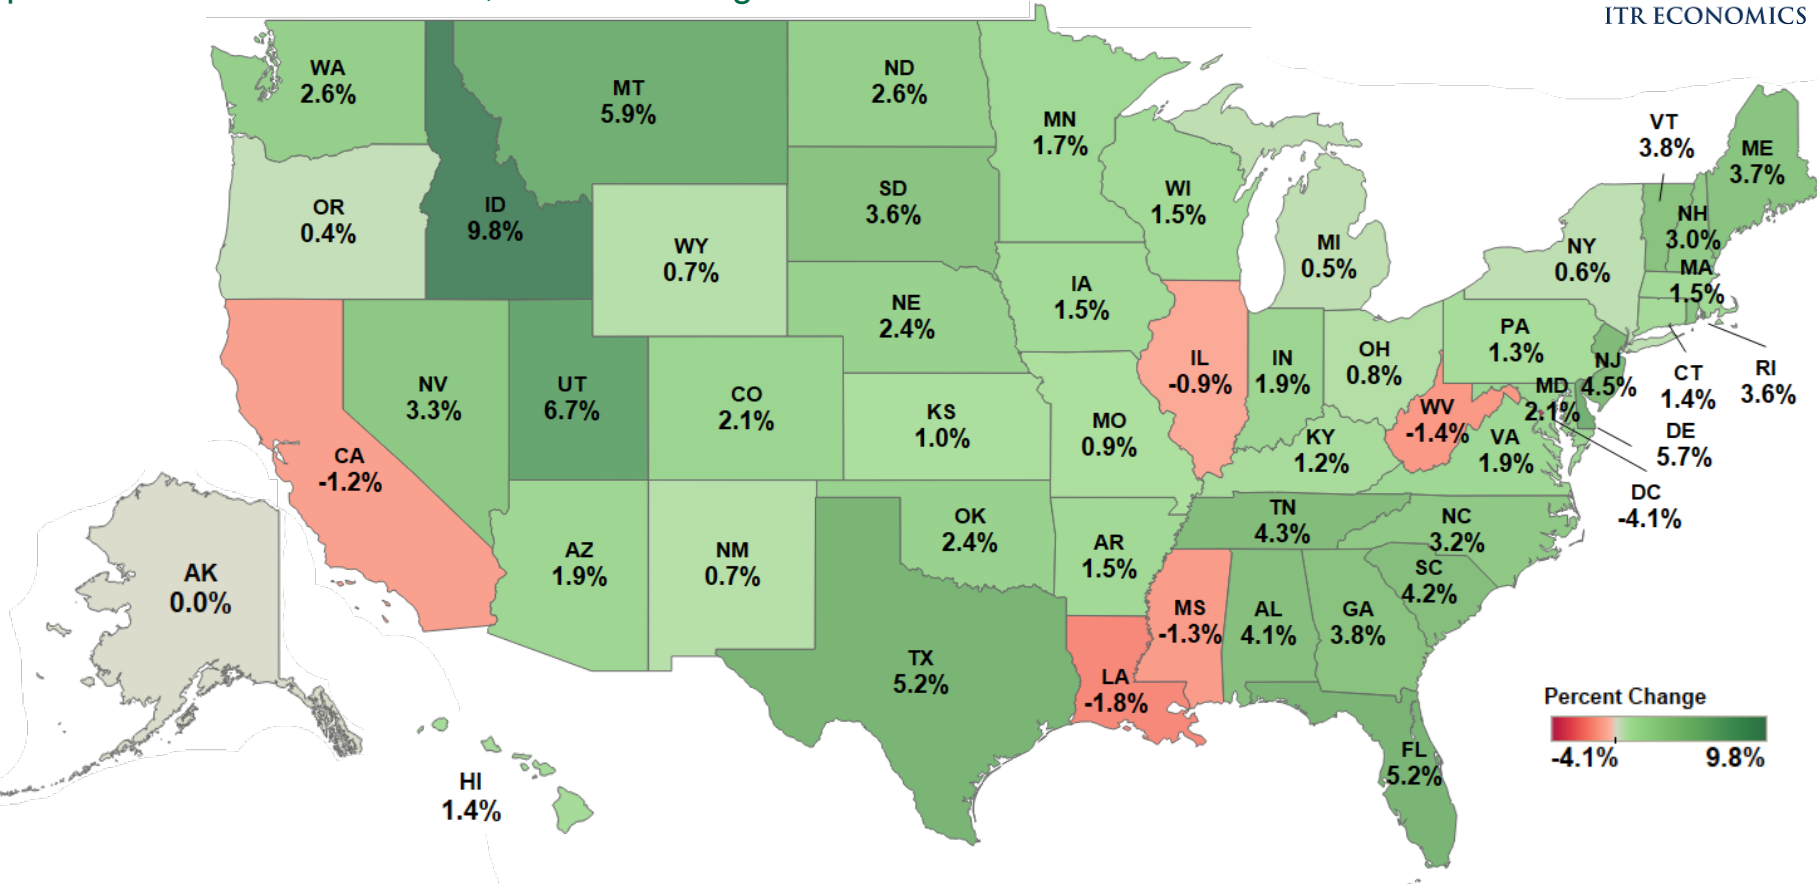 ITR ECONOMICS
WA
2.6%
MT
5.9%
ND
2.6%
MN
1.7%
VT
3.8%
ME
3.7%
OR
0.4%
ID
9.8%
SD
3.6%
WI
1.5%
NH
3.0%
WY
0.7%
MI
0.5%
NY
0.6%
MA
1.5%
IA
1.5%
NE
2.4%
PA
1.3%
IL
-0.9%
IN
1.9%
OH
0.8%
NJ
4.5%
CT
1.4%
RI
3.6%
NV
3.3%
UT
6.7%
CO
2.1%
KS
1.0%
MO
0.9%
WV
-1.4%
MD
2.1%
DE
5.7%
KY
1.2%
VA
1.9%
CA
-1.2%
DC
-4.1%
TN
4.3%
NC
3.2%
OK
2.4%
AR
1.5%
AZ
1.9%
NM
0.7%
SC
4.2%
AK
0.0%
MS
-1.3%
AL
4.1%
GA
3.8%
TX
5.2%
LA
-1.8%
Percent Change
-4.1%
9.8%
FL
5.2%
HI
1.4%